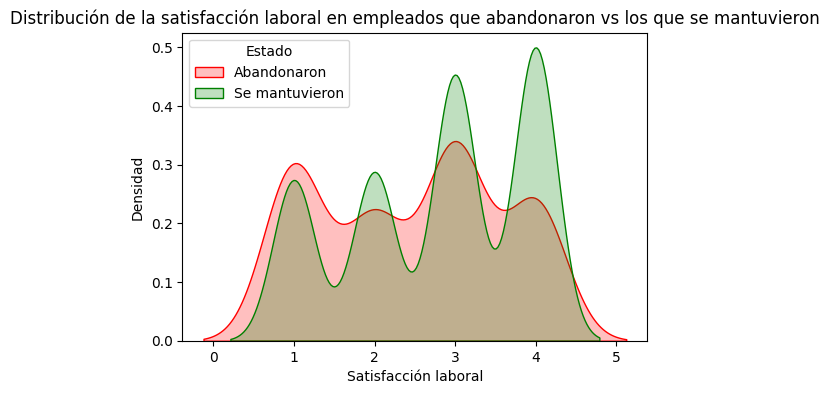 Distribución de la satisfacción laboral en empleados que abandonaron vs los que se mantuvieron
Estado
Abandonaron
Se mantuvieron
Densidad
0.5
0.4
0.3
0.2
0.1
0.0
0 1 2 3 4 5
Satisfacción laboral